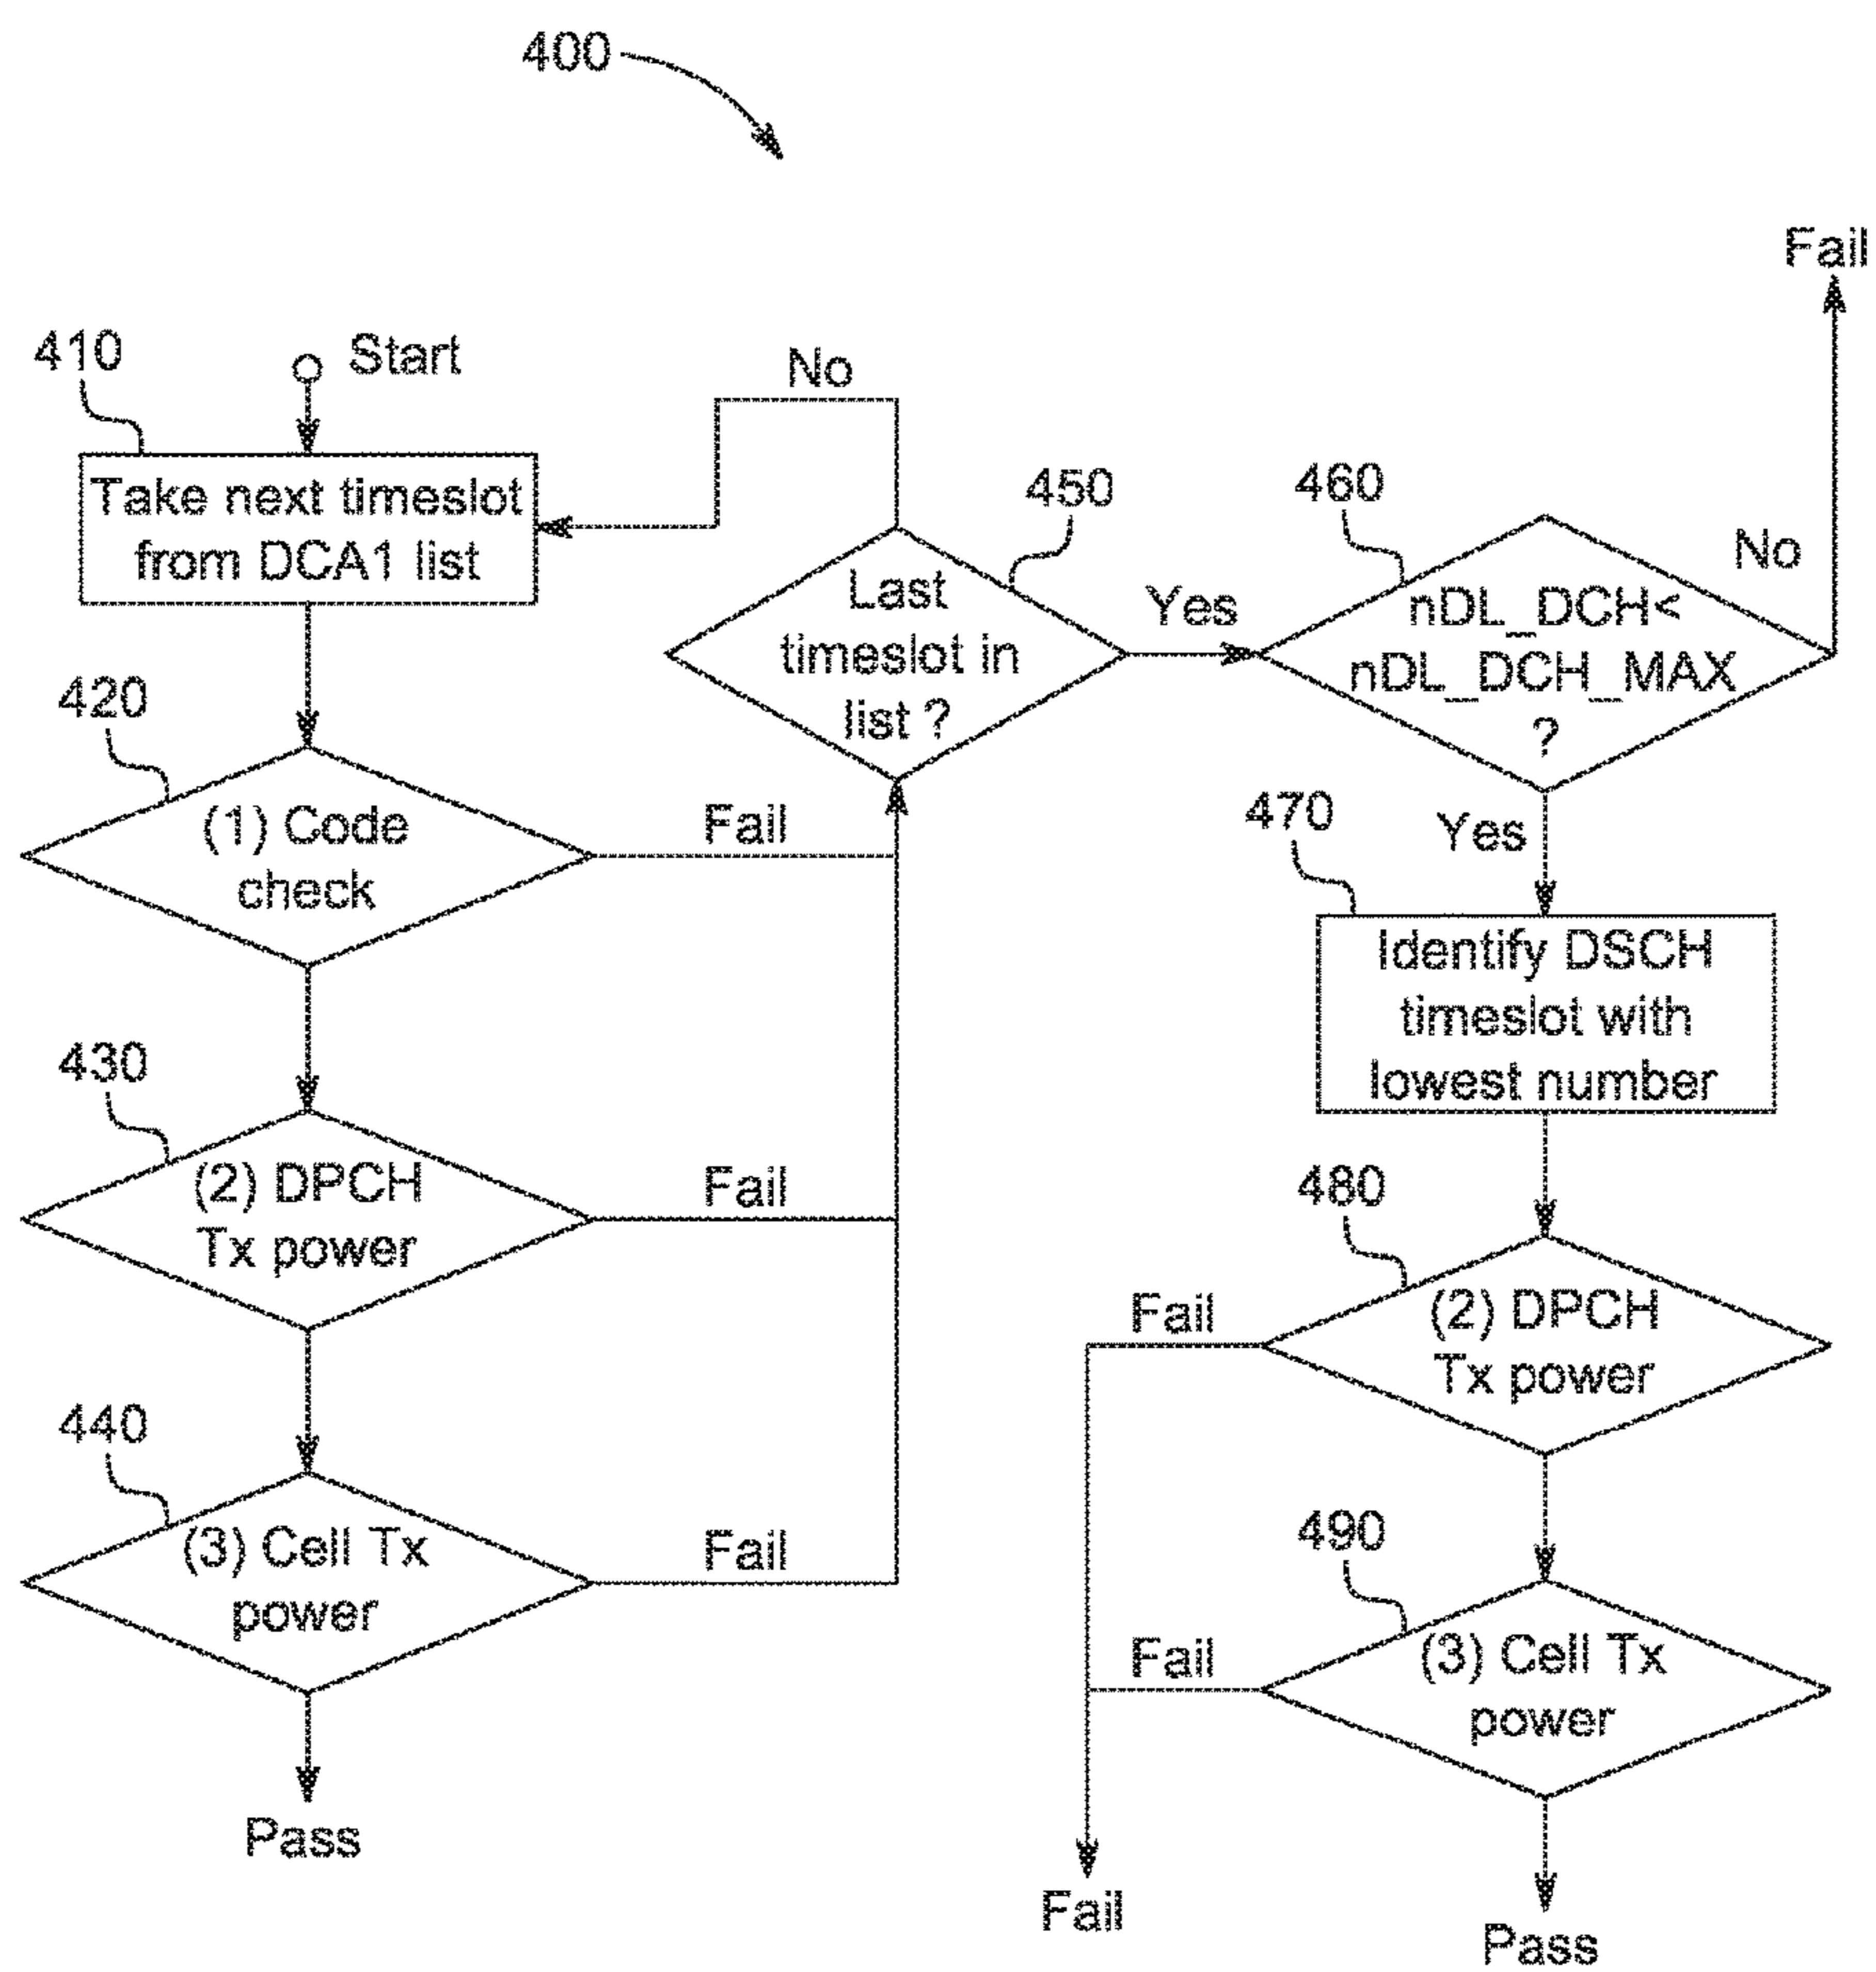 400
Fail
410
Start
No
Take next timeslot
from DCA1 list
450
Last
timeslot in
list ?
Yes
460
No
nDL_DCH<
nDL_DCH_MAX
?
420
(1) Code
check
Fail
Yes
470
Identify DSCH
timeslot with
lowest number
430
(2) DPCH
Tx power
Fail
480
(2) DPCH
Tx power
Fail
440
(3) Cell Tx
power
Fail
490
(3) Cell Tx
power
Fail
Pass
Fail
Pass